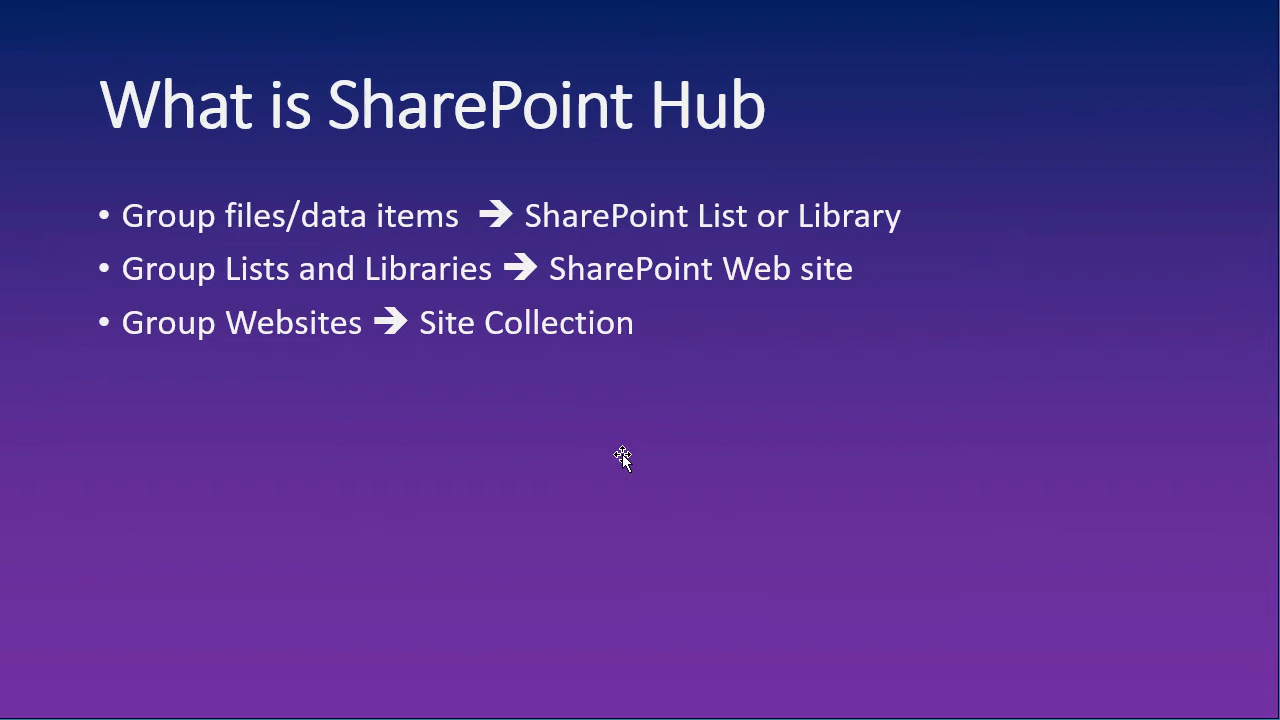 What is SharePoint Hub
• Group files/data items ➔ SharePoint List or Library
• Group Lists and Libraries ➔ SharePoint Web site
• Group Websites ➔ Site Collection